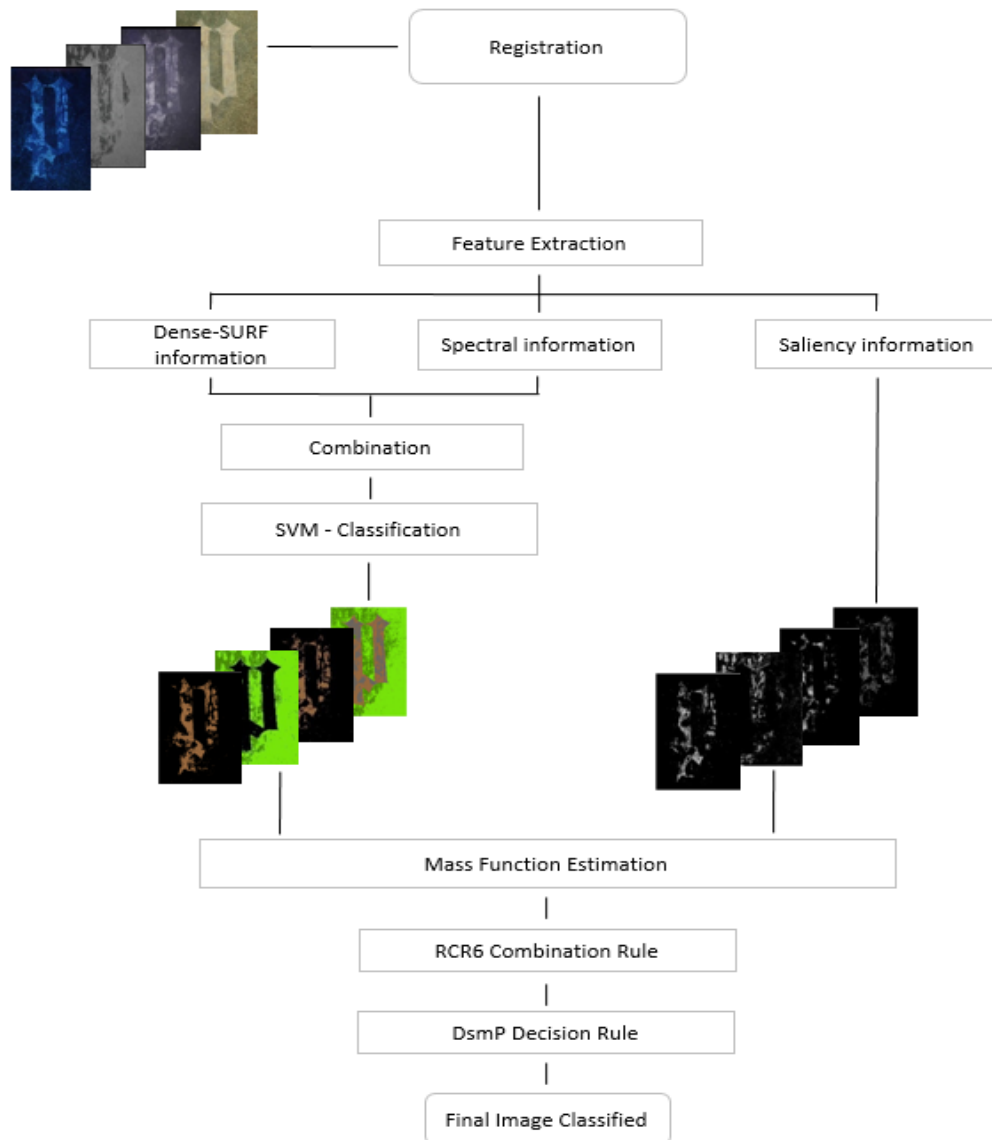 Registration
Feature Extraction
Dense-SURF
information
Spectral information
Saliency information
Combination
SVM - Classification
Mass Function Estimation
RCR6 Combination Rule
DsmP Decision Rule
Final Image Classified